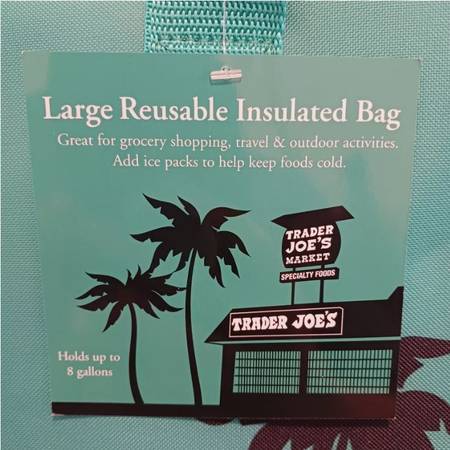 Large Reusable Insulated Bag
Great for grocery shopping, travel & outdoor activities.
Add ice packs to help keep foods cold.
TRADER
JOE'S
MARKET
SPECIALTY FOODS
TRADER JOE'S
Holds up to
8 gallons